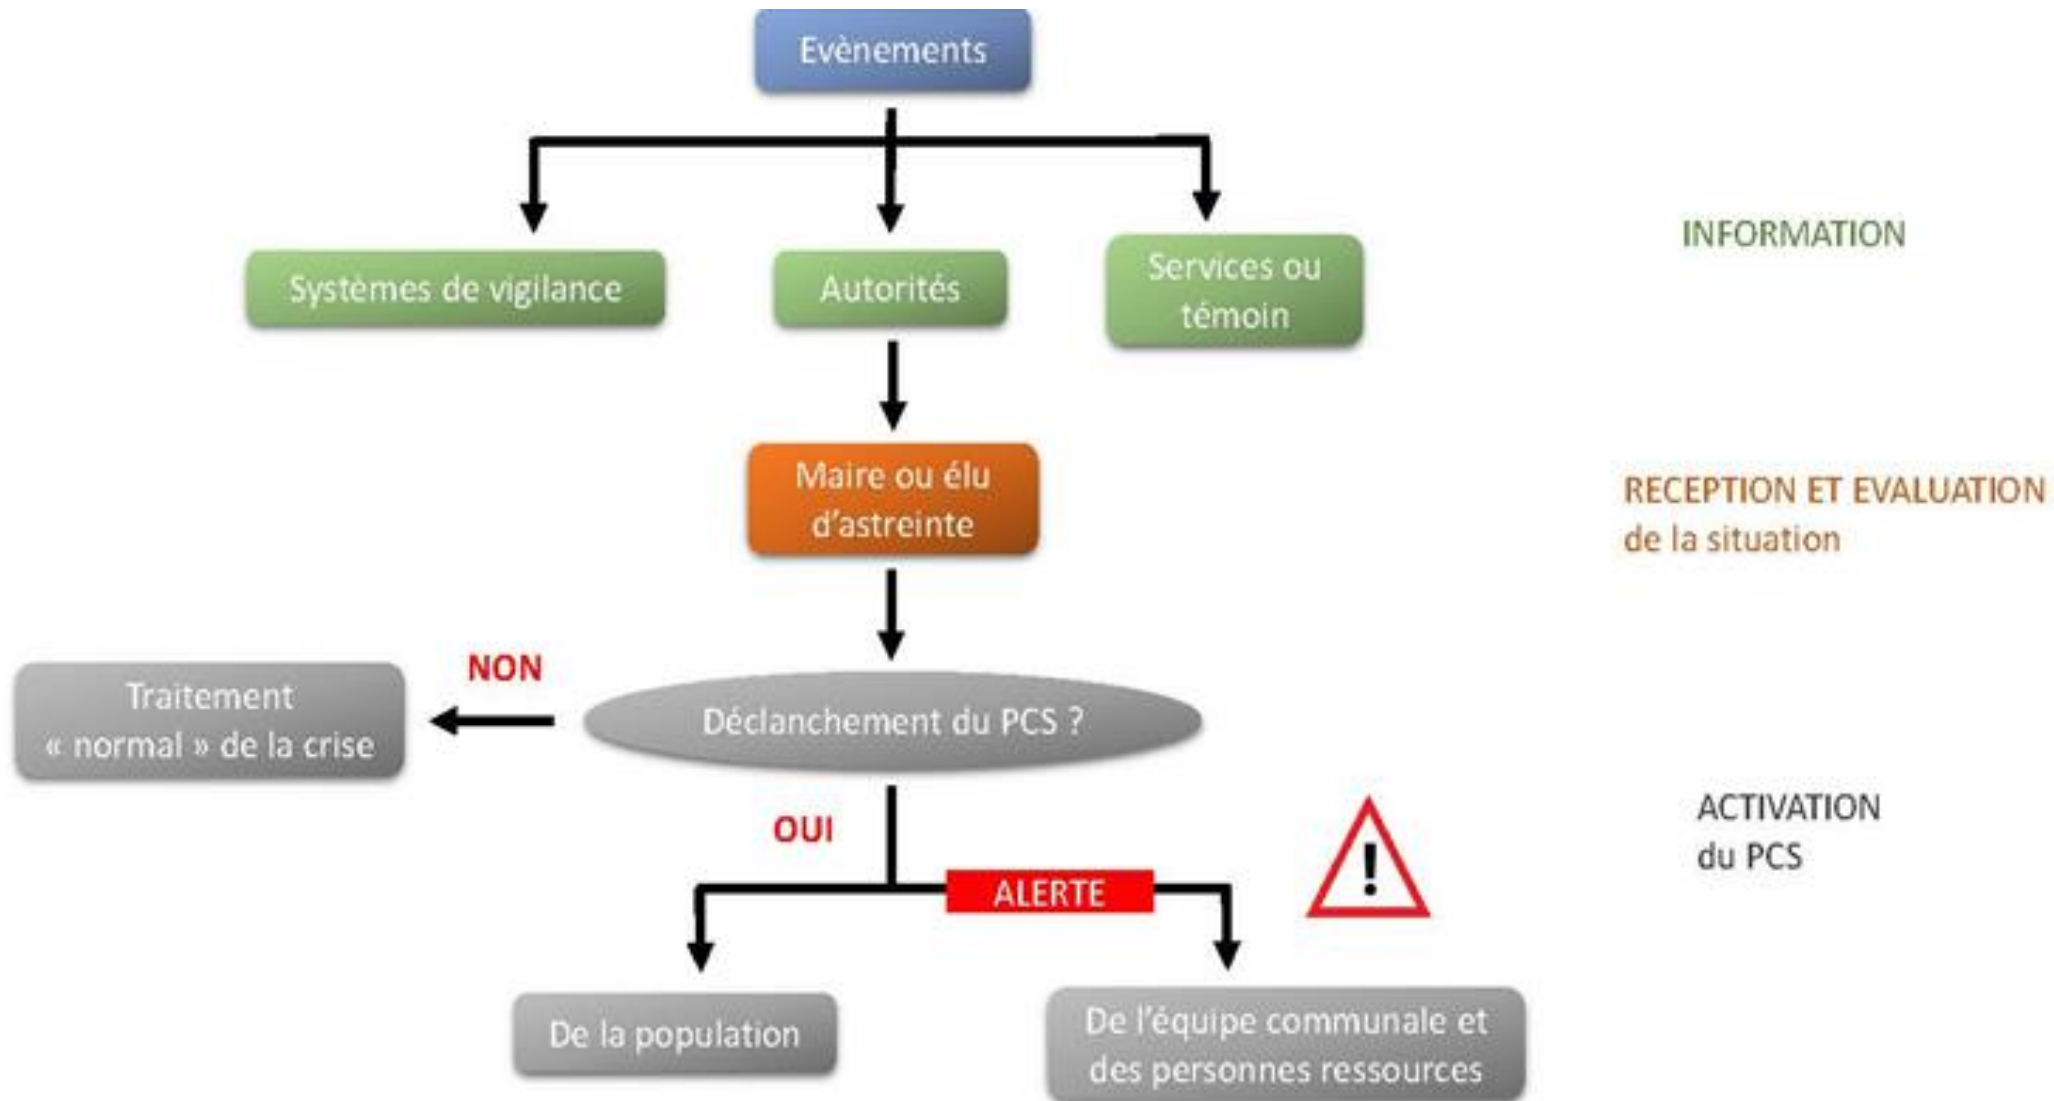 Evènements
INFORMATION
Systèmes de vigilance
Autorités
Services ou
témoin
Maire ou élu
d'astreinte
RECEPTION ET EVALUATION
de la situation
NON
Traitement
« normal » de la crise
Déclanchement du PCS ?
OUI
ALERTE
!
ACTIVATION
du PCS
De la population
De l'équipe communale et
des personnes ressources